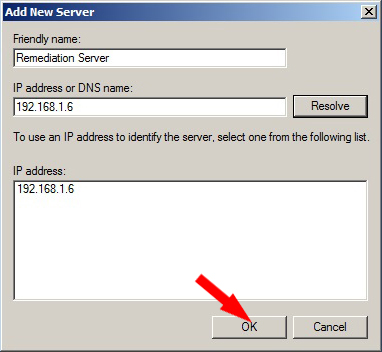 Add New Server
Friendly name:
Remediation Server
IP address or DNS name:
192.168.1.6
Resolve
To use an IP address to identify the server, select one from the following list.
IP address:
192.168.1.6
OK
Cancel